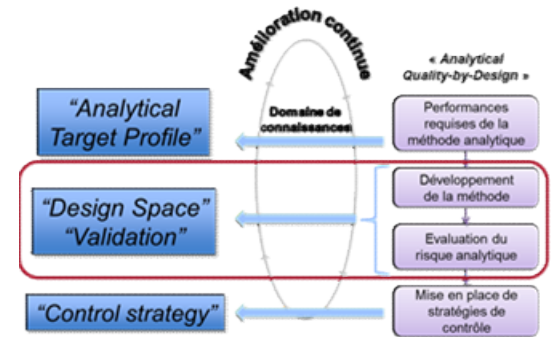 Amélioration continue
« Analytical
Quality-by-Design »
“Analytical
Target Profile”
Domaine de
connaissances
Performances
requises de la
méthode analytique
Développement
de la méthode
“Design Space”
“Validation”
Evaluation du
risque analytique
“Control strategy”
Mise en place de
stratégies de
contrôle